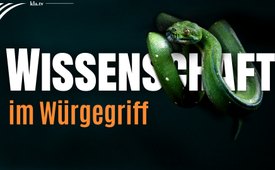 kla.tv
WISSENSCHAFT
im Würgegriff